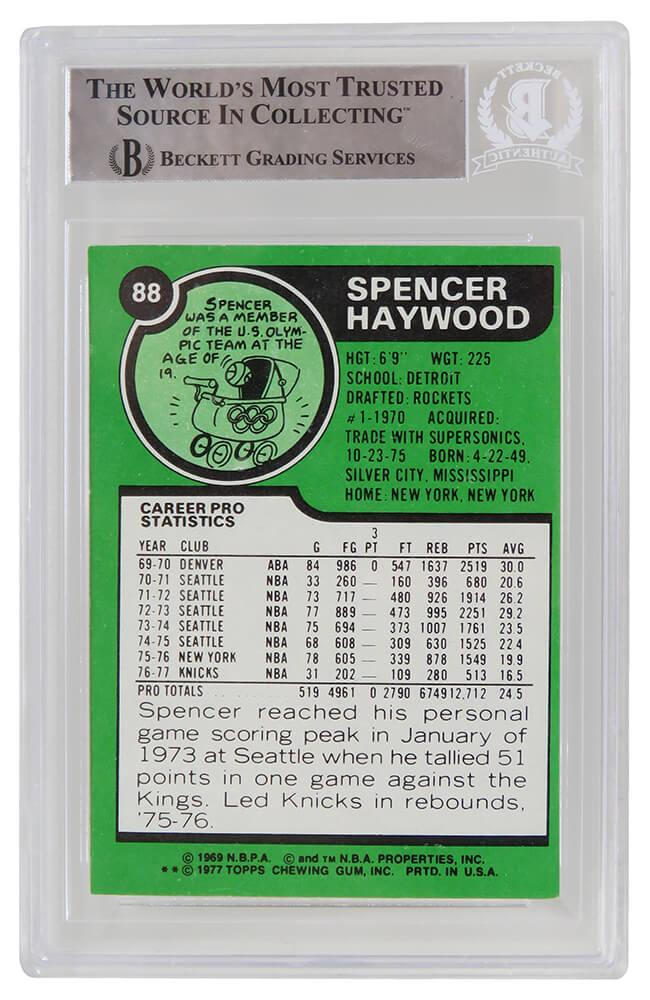 THE WORLD'S MOST TRUSTED
SOURCE IN COLLECTING™
B BECKETT GRADING SERVICES
BECKETT
B
AUTHENTIC
88
SPENCER
WAS A MEMBER
OF THE U.S. OLYM-
PIC TEAM AT THE
AGE OF
19.
SPENCER
HAYWOOD
HGT: 6'9" WGT: 225
SCHOOL: DETROIT
DRAFTED: ROCKETS
#1-1970 ACQUIRED:
TRADE WITH SUPERSONICS,
10-23-75 BORN: 4-22-49,
SILVER CITY, MISSISSIPPI
HOME: NEW YORK, NEW YORK
CAREER PRO
STATISTICS
YEAR CLUB G FG 3 PT FT REB PTS AVG
69-70 DENVER ABA 84 986 0 547 1637 2519 30.0
70-71 SEATTLE NBA 33 260 — 160 396 680 20.6
71-72 SEATTLE NBA 73 717 — 480 926 1914 26.2
72-73 SEATTLE NBA 77 889 — 473 995 2251 29.2
73-74 SEATTLE NBA 75 694 — 373 1007 1761 23.5
74-75 SEATTLE NBA 68 608 — 309 630 1525 22.4
75-76 NEW YORK NBA 78 605 — 339 878 1549 19.9
76-77 KNICKS NBA 31 202 — 109 280 513 16.5
PRO TOTALS 519 4961 0 2790 6749 12,712 24.5
Spencer reached his personal
game scoring peak in January of
1973 at Seattle when he tallied 51
points in one game against the
Kings. Led Knicks in rebounds,
'75-76.
© 1969 N.B.P.A. © and TM N.B.A. PROPERTIES, INC.
**© 1977 TOPPS CHEWING GUM, INC. PRTD. IN U.S.A.